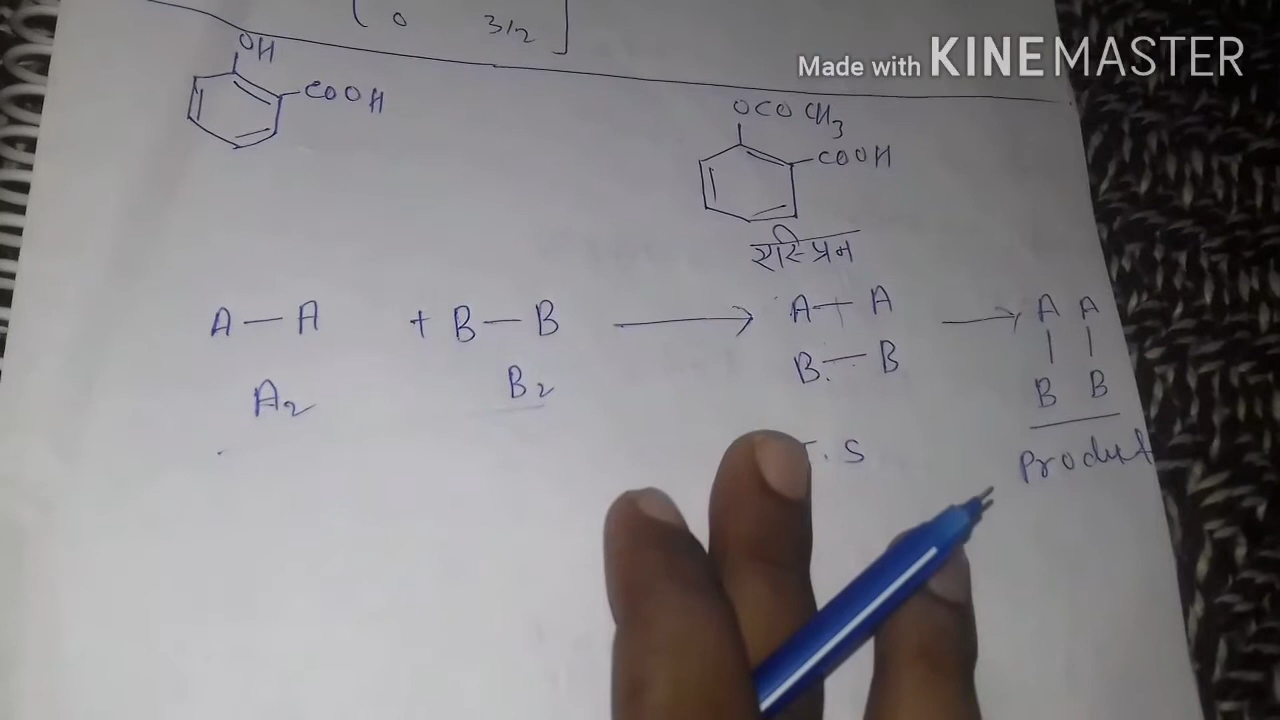 0 3/2
Made with KINEMASTER
OH
COOH
OCOCH3
COOH
एस्प्रिन
A — A + B — B ⟶ A — A ⟶ A A
B — B B B
A2 B2
. S
Product